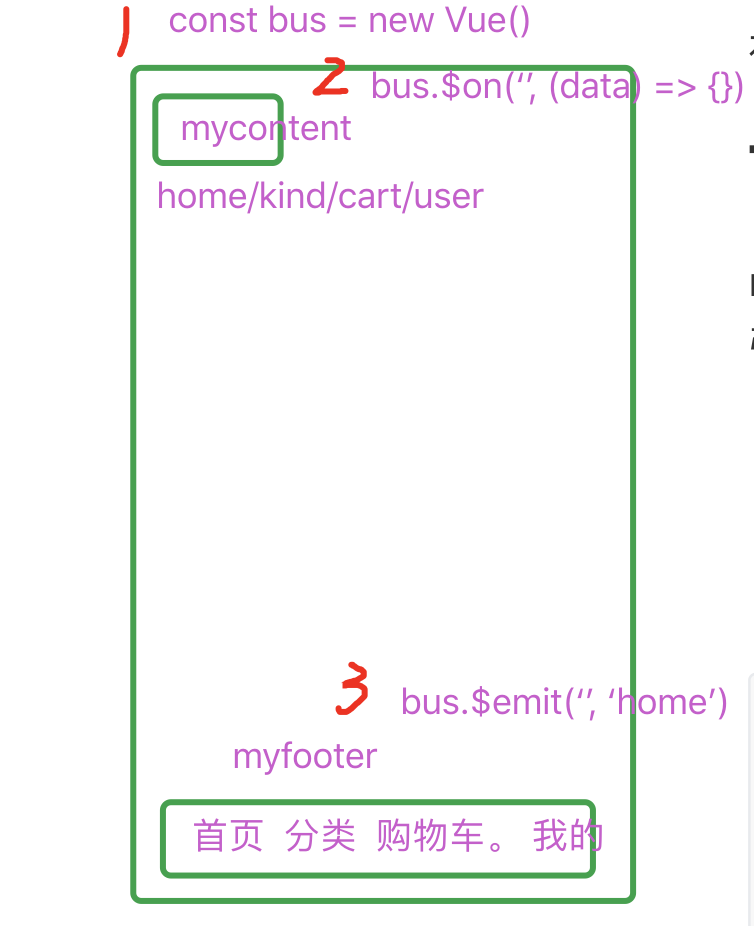 1 const bus = new Vue()
2 bus.$on(‘’, (data) => {})
mycontent
home/kind/cart/user
3 bus.$emit(‘’, ‘home’)
myfooter
首页 分类 购物车。 我的